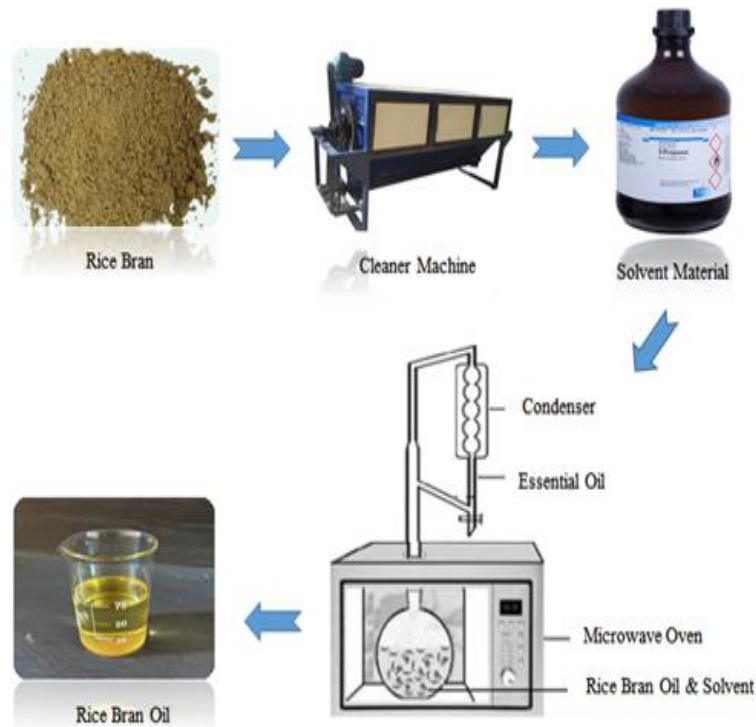 Rice Bran
Cleaner Machine
Solvent Material
Condenser
Essential Oil
Microwave Oven
Rice Bran Oil & Solvent
Rice Bran Oil